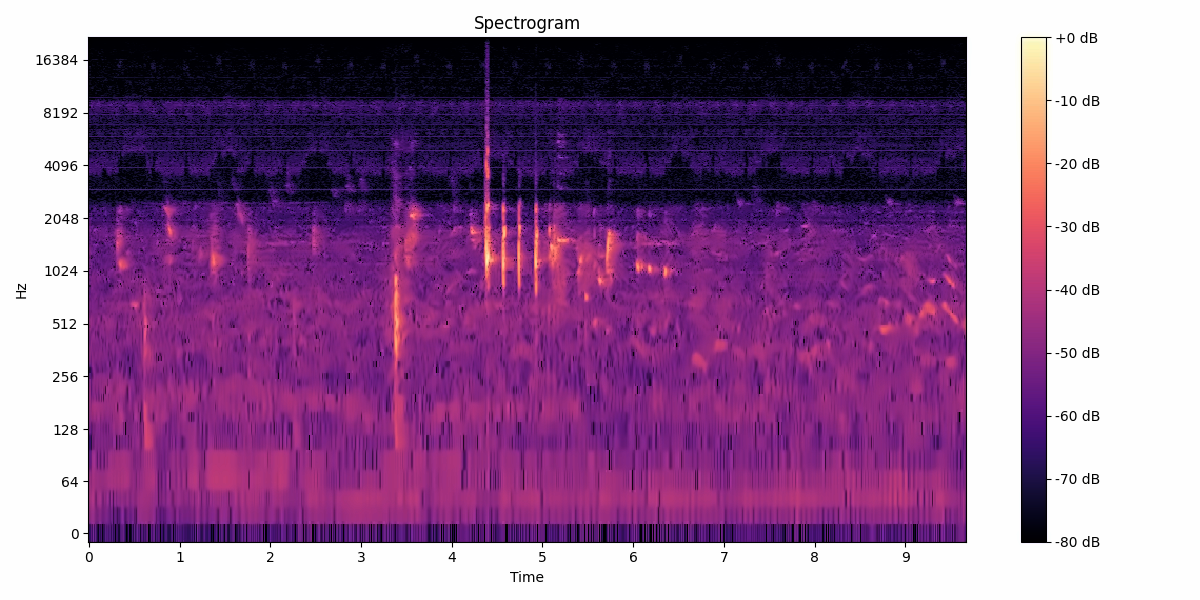 Spectrogram
16384
8192
4096
2048
1024
512
256
128
64
0
Hz
0 1 2 3 4 5 6 7 8 9
Time
+0 dB
-10 dB
-20 dB
-30 dB
-40 dB
-50 dB
-60 dB
-70 dB
-80 dB